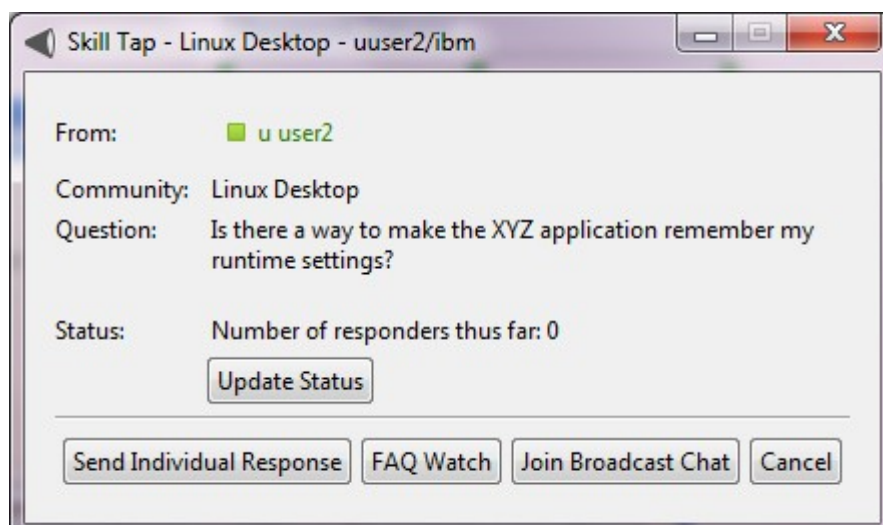 Skill Tap - Linux Desktop - uuser2/ibm
From: u user2
Community: Linux Desktop
Question: Is there a way to make the XYZ application remember my
runtime settings?
Status: Number of responders thus far: 0
Update Status
Send Individual Response FAQ Watch Join Broadcast Chat Cancel